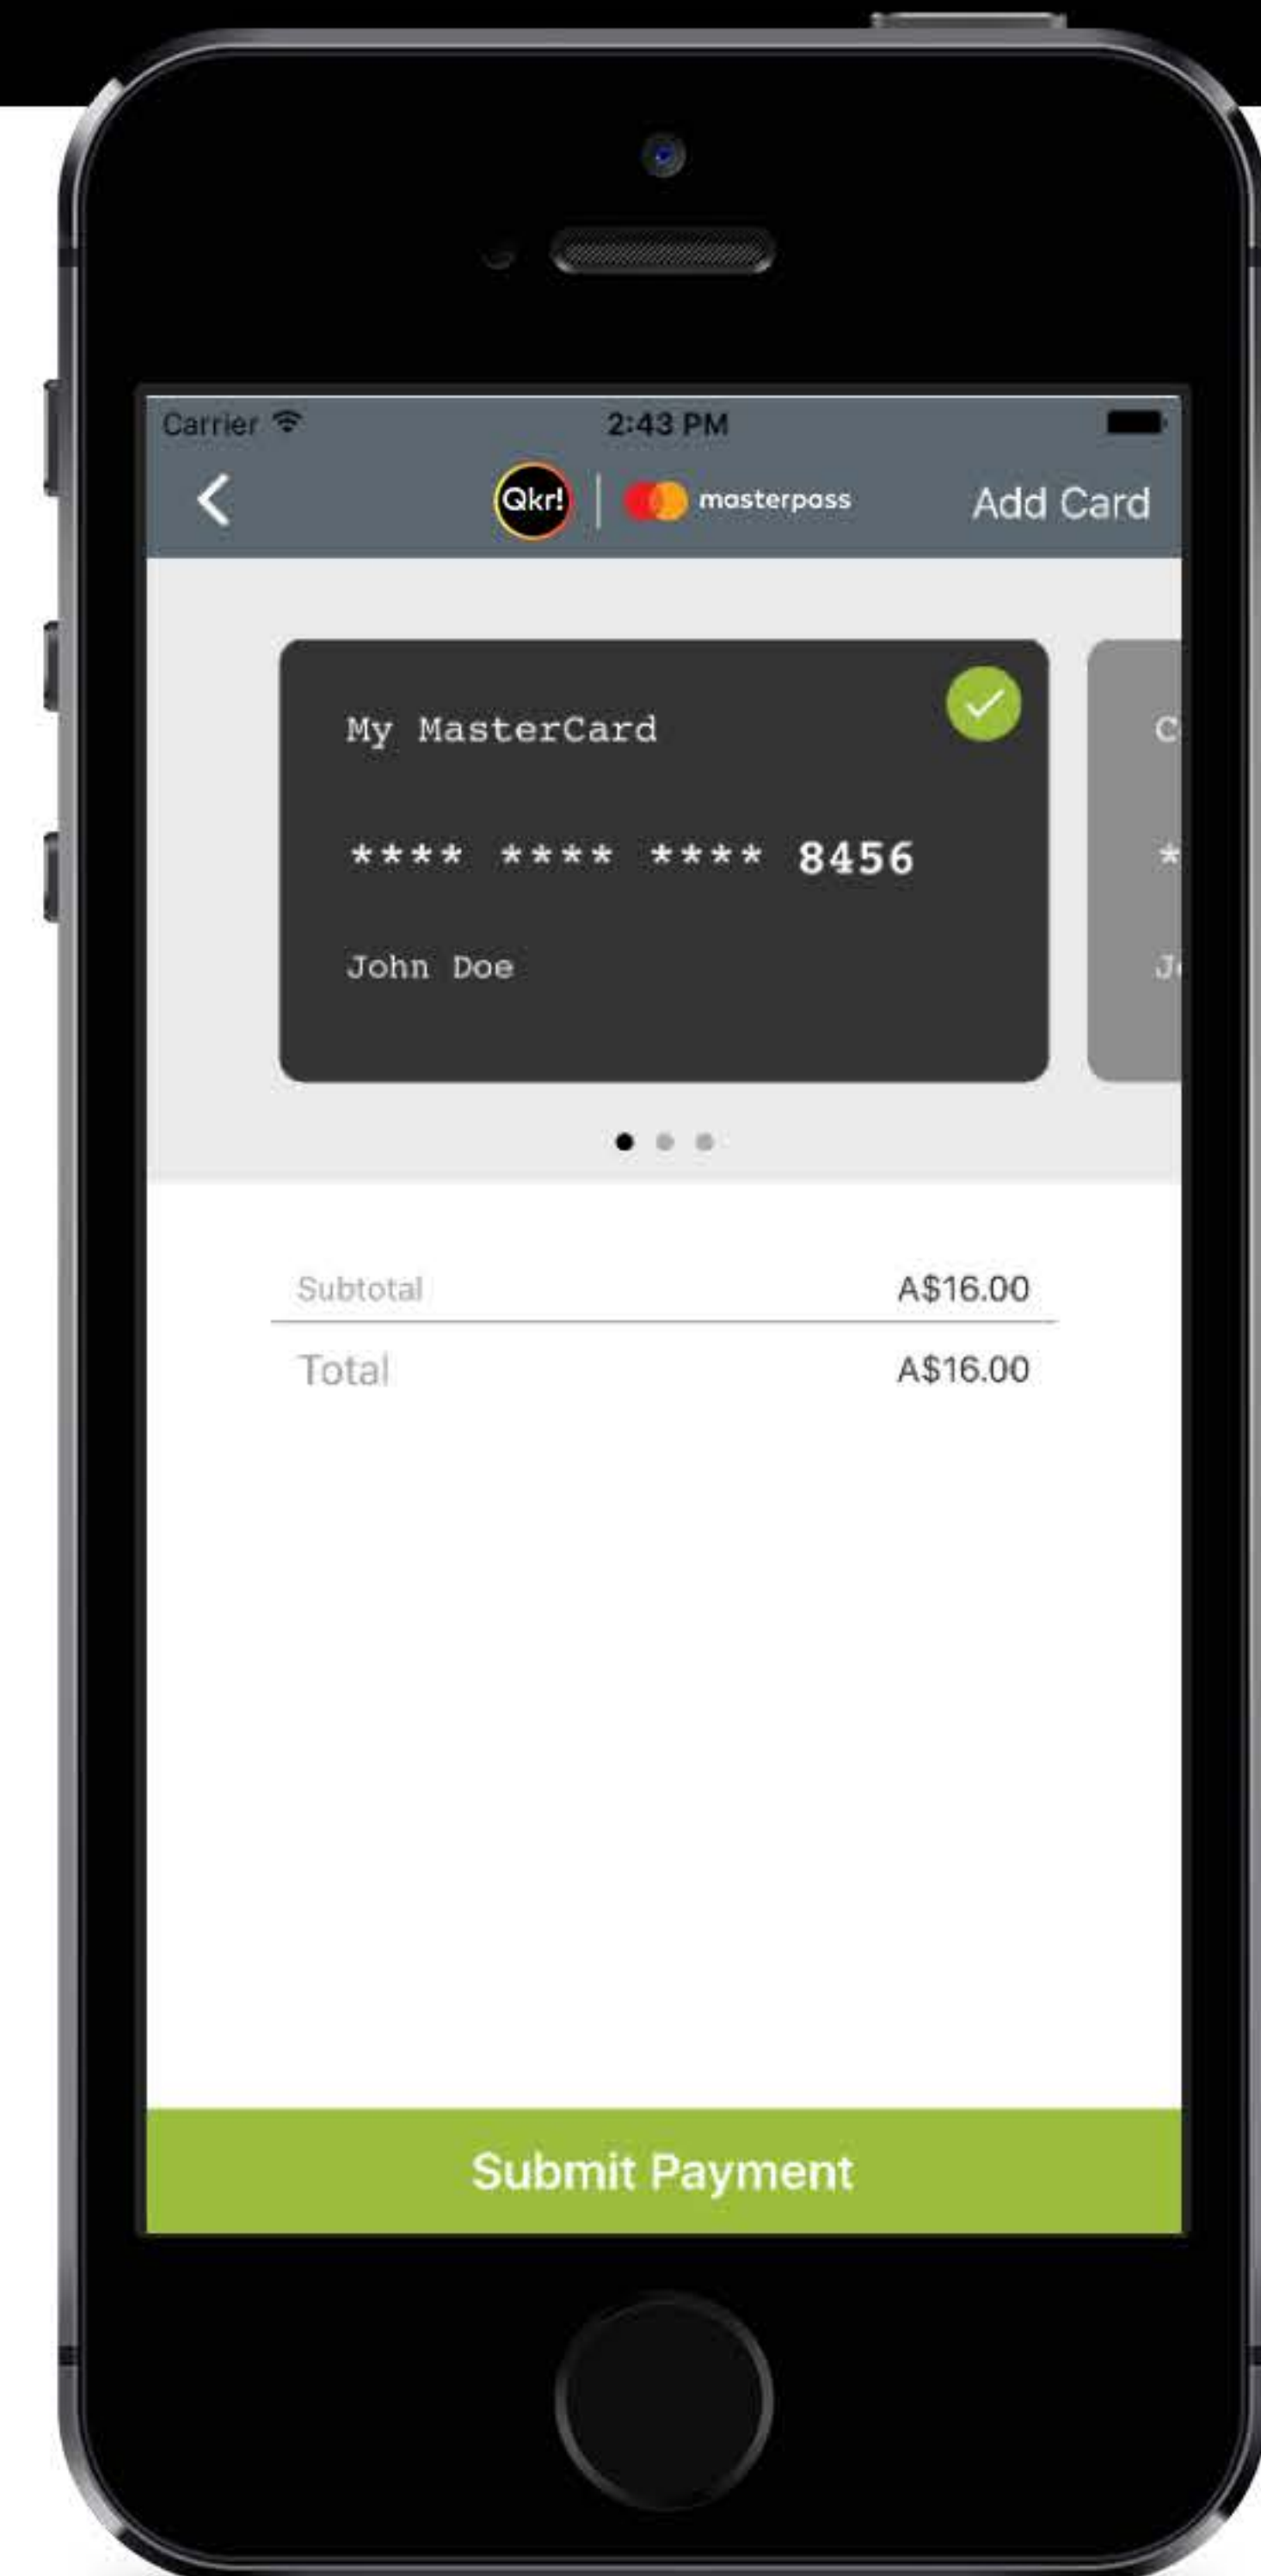 Carrier 2:43 PM
Qkr! masterpass Add Card
My MasterCard
**** **** **** 8456
John Doe
Subtotal A$16.00
Total A$16.00
Submit Payment